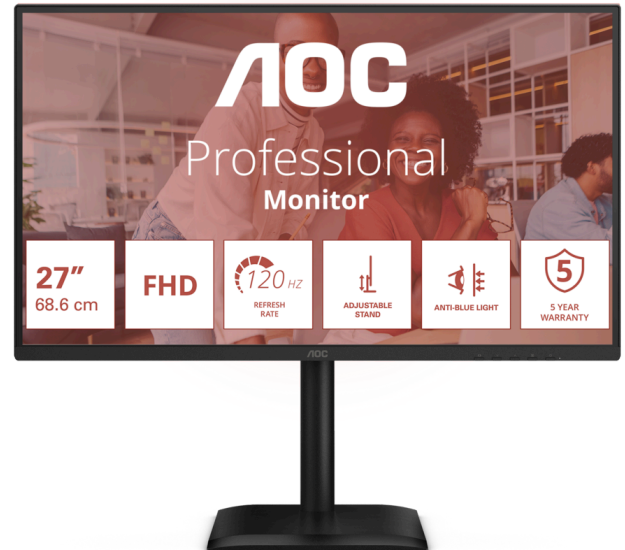 AOC
Professional
Monitor
27”
68.6 cm
FHD
120 HZ
REFRESH
RATE
ADJUSTABLE
STAND
ANTI-BLUE LIGHT
5
5 YEAR
WARRANTY
AOC